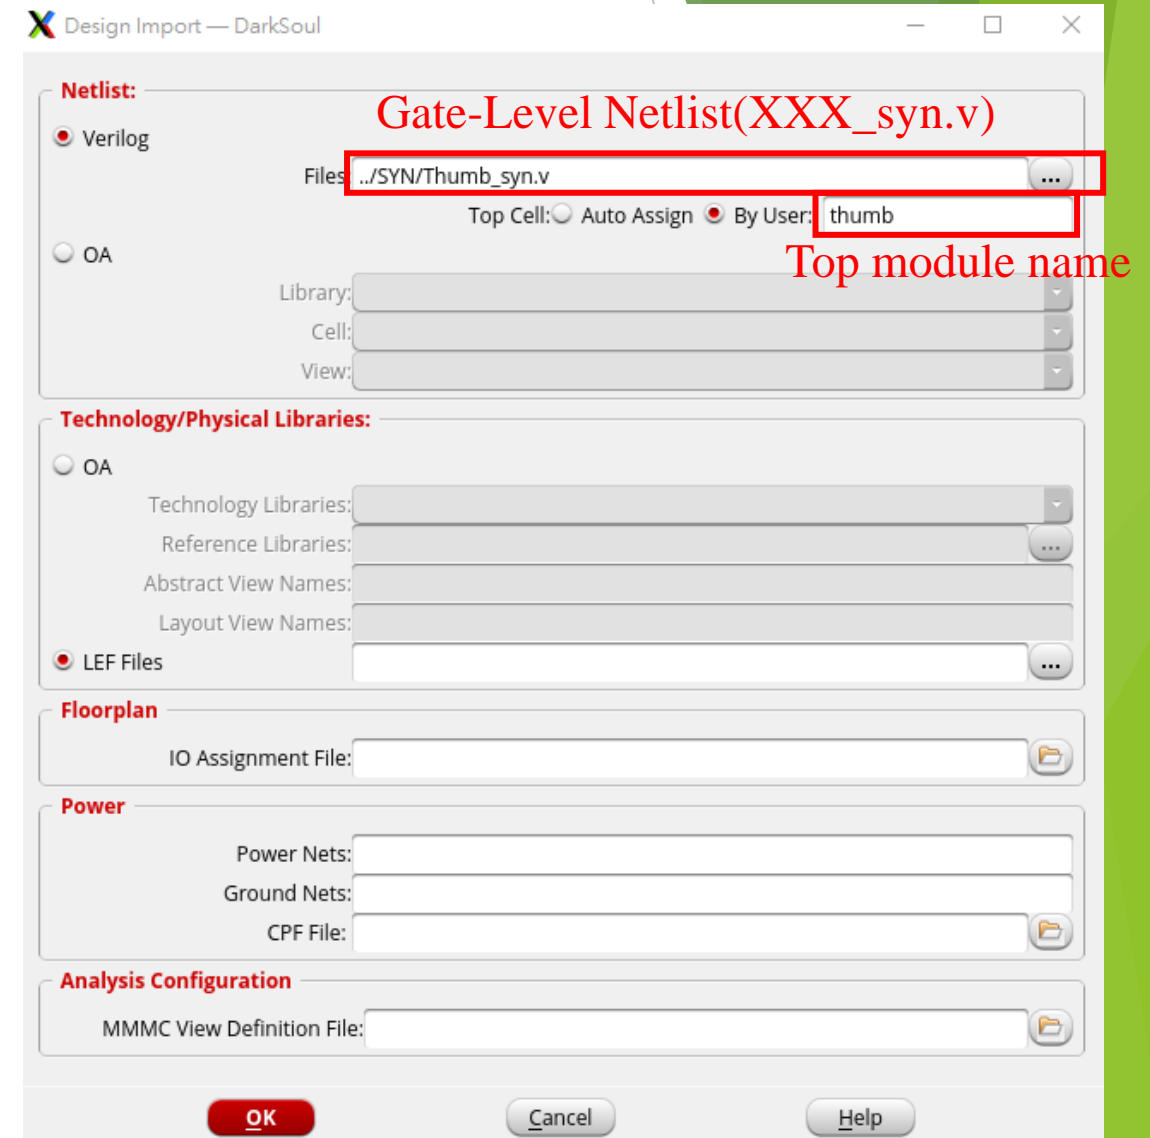 Design Import — DarkSoul
Netlist:
Gate-Level Netlist(XXX_syn.v)
Verilog
Files: ../SYN/Thumb_syn.v ...
Top Cell: Auto Assign By User: thumb
OA
Top module name
Library:
Cell:
View:
Technology/Physical Libraries:
OA
Technology Libraries:
Reference Libraries: ...
Abstract View Names:
Layout View Names:
LEF Files ...
Floorplan
IO Assignment File:
Power
Power Nets:
Ground Nets:
CPF File:
Analysis Configuration
MMMC View Definition File:
OK Cancel Help